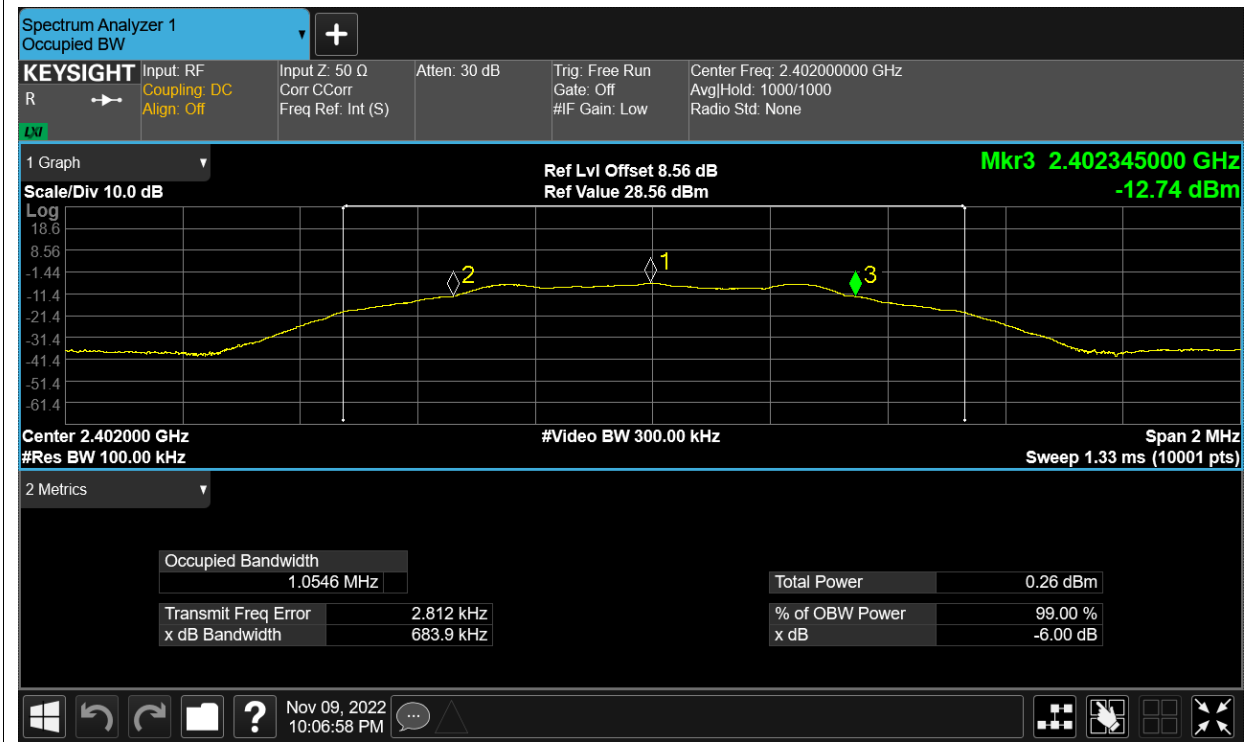 Spectrum Analyzer 1
Occupied BW
KEYSIGHT
R
LXI
Input: RF
Coupling: DC
Align: Off
Input Z: 50 Ω
Corr CCorr
Freq Ref: Int (S)
Atten: 30 dB
Trig: Free Run
Gate: Off
#IF Gain: Low
Center Freq: 2.402000000 GHz
Avg|Hold: 1000/1000
Radio Std: None
1 Graph
Scale/Div 10.0 dB
Ref Lvl Offset 8.56 dB
Ref Value 28.56 dBm
Mkr3 2.402345000 GHz
-12.74 dBm
Log
18.6
8.56
-1.44
-11.4
-21.4
-31.4
-41.4
-51.4
-61.4
2
1
3
Center 2.402000 GHz
#Video BW 300.00 kHz
Span 2 MHz
#Res BW 100.00 kHz
Sweep 1.33 ms (10001 pts)
2 Metrics
Occupied Bandwidth
1.0546 MHz
Total Power 0.26 dBm
Transmit Freq Error 2.812 kHz
% of OBW Power 99.00 %
x dB Bandwidth 683.9 kHz
x dB -6.00 dB
?
Nov 09, 2022
10:06:58 PM